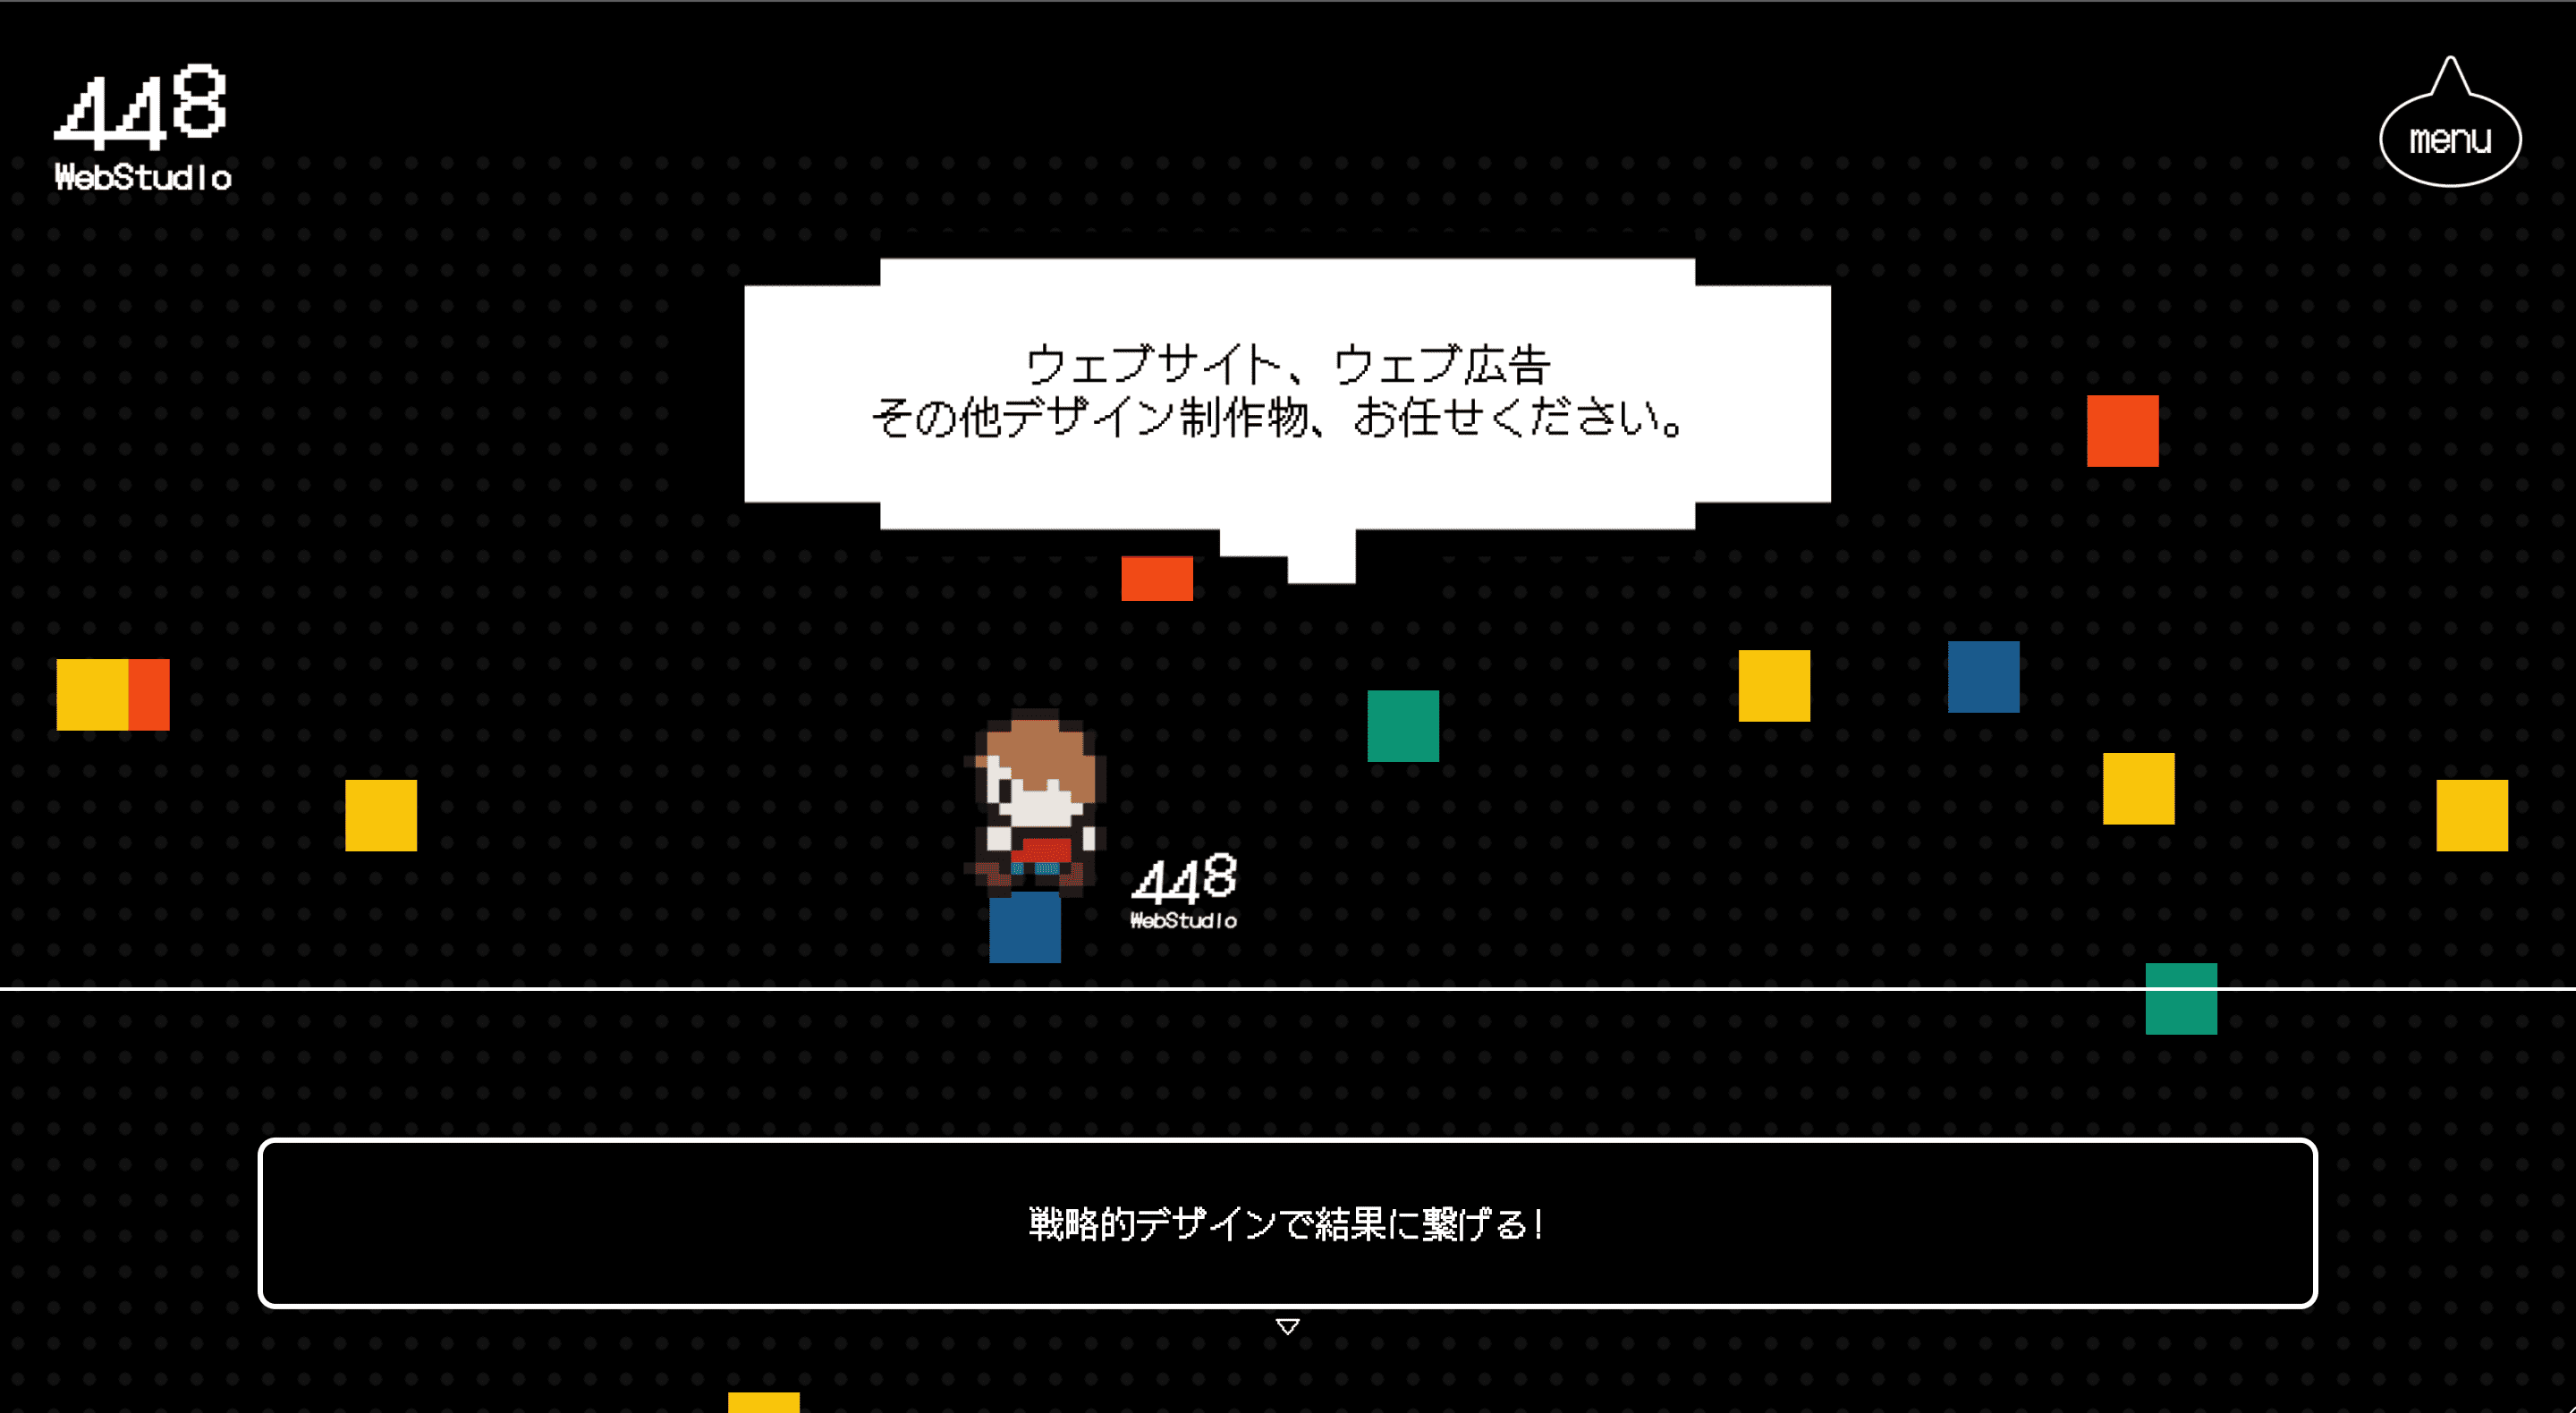 448
WebStudio
menu
ウェブサイト、ウェブ広告
その他デザイン制作物、お任せください。
448
WebStudio
戦略的デザインで結果に繋げる!